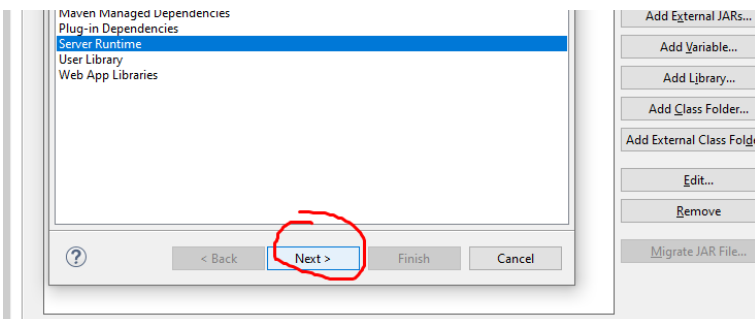 Maven Managed Dependencies
Plug-in Dependencies
Server Runtime
User Library
Web App Libraries
< Back
Next >
Finish
Cancel
Add External JARs...
Add Variable...
Add Library...
Add Class Folder...
Add External Class Folde
Edit...
Remove
Migrate JAR File...